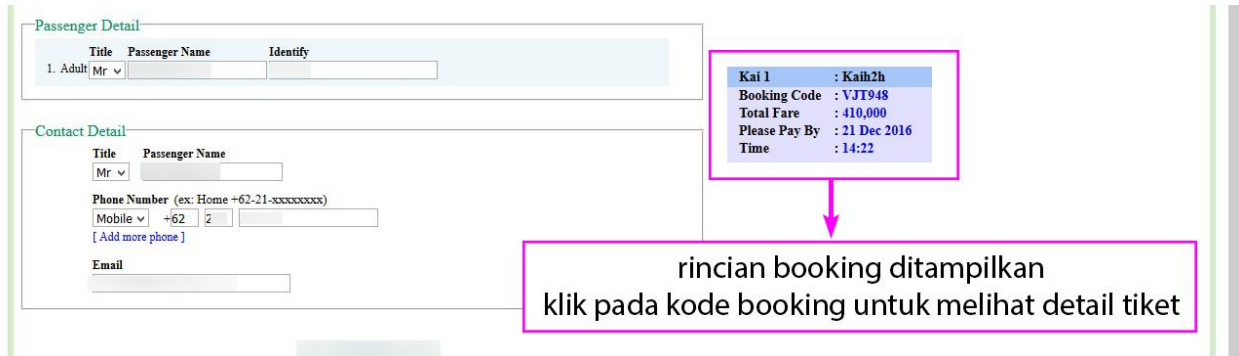 Passenger Detail
Title Passenger Name Identify
1. Adult Mr
Kai 1 : Kaih2h
Booking Code : VJT948
Total Fare : 410,000
Please Pay By : 21 Dec 2016
Time : 14:22
Contact Detail
Title Passenger Name
Mr
Phone Number (ex: Home +62-21-xxxxxxxx)
Mobile +62 2
[ Add more phone ]
Email
rincian booking ditampilkan
klik pada kode booking untuk melihat detail tiket